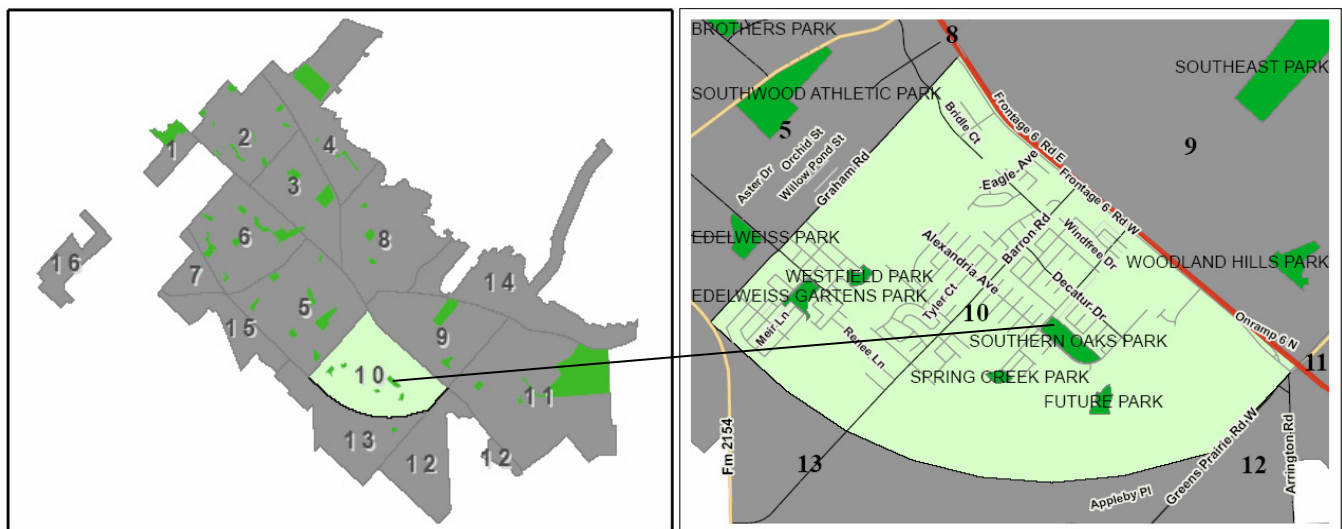 1
2
4
3
6
8
16
7
14
5
15
9
10
11
13
12
12
BROTHERS PARK
8
SOUTHEAST PARK
SOUTHWOOD ATHLETIC PARK
5
9
Bridle Ct
Frontage 6 Rd E
Orchid St
Aster Dr
Willow Pond St
Graham Rd
Eagle Ave
Frontage 6 Rd W
EDELWEISS PARK
Alexandria Ave
Barron Rd
Windfree Dr
WOODLAND HILLS PARK
WESTFIELD PARK
EDELWEISS GARTENS PARK
Tyler Ct
Decatur Dr
10
Meir Ln
Renee Ln
SOUTHERN OAKS PARK
Onramp 6 N
11
SPRING CREEK PARK
FUTURE PARK
Fm 2154
13
Greens Prairie Rd W
12
Arrington Rd
Appleby Pl